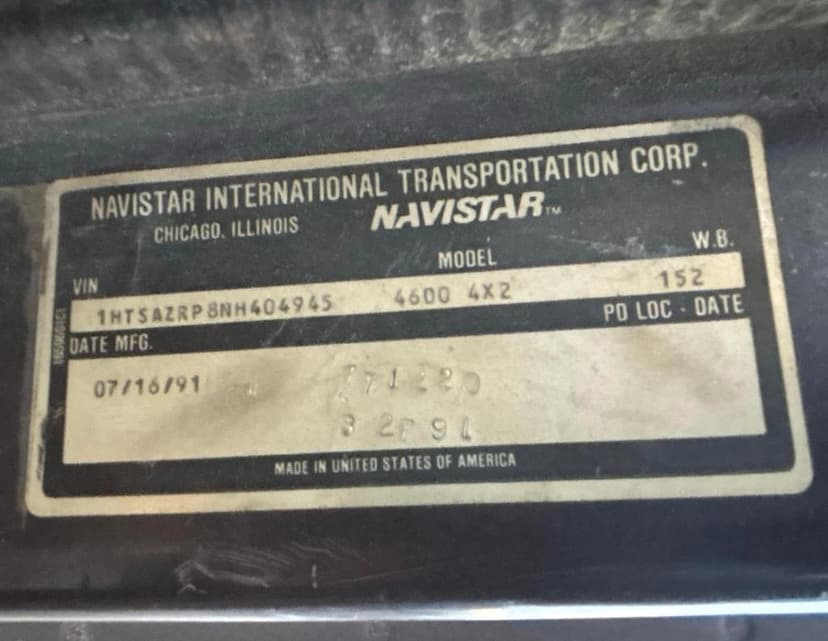 NAVISTAR INTERNATIONAL TRANSPORTATION CORP.
CHICAGO, ILLINOIS NAVISTAR™
VIN MODEL W.B.
1HTSAZRP8NH404945 4600 4X2 152
DATE MFG. PD LOC - DATE
07/16/91
MADE IN UNITED STATES OF AMERICA